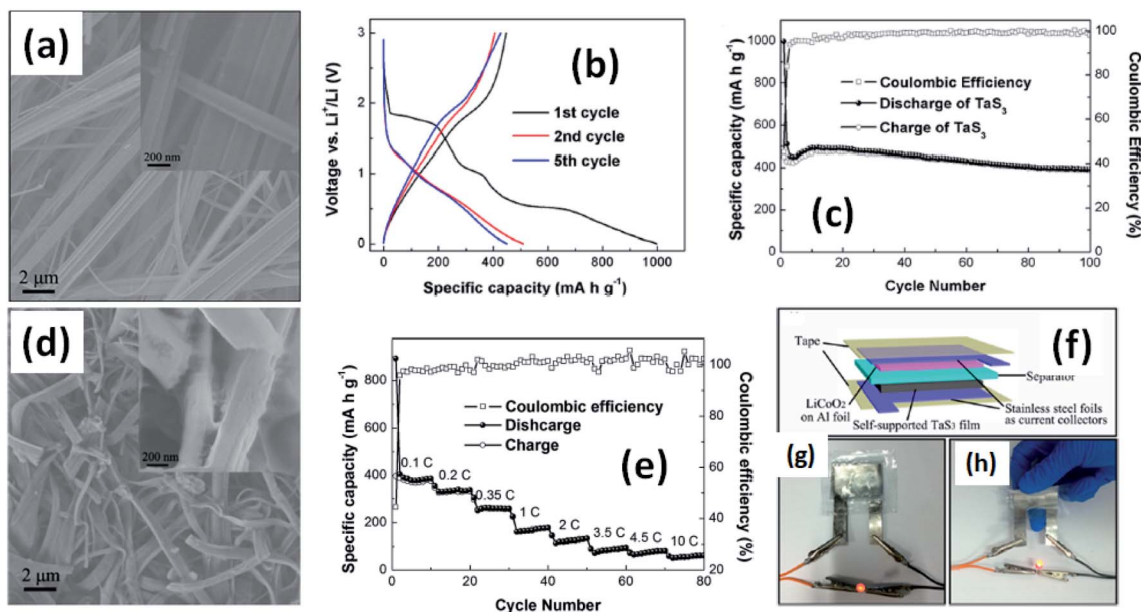 (a)
200 nm
2 μm
(b)
Voltage vs. Li⁺/Li (V)
3
2
1
0
1st cycle
2nd cycle
5th cycle
0 200 400 600 800 1000
Specific capacity (mA h g⁻¹)
(c)
Specific capacity (mAh g⁻¹)
1000
800
600
400
200
0
Coulombic Efficiency
Discharge of TaS₃
Charge of TaS₃
100
80
60
40
20
0
Coulombic Efficiency (%)
0 20 40 60 80 100
Cycle Number
(d)
200 nm
2 μm
(e)
Specific capacity (mA h g⁻¹)
800
600
400
200
0
Coulombic efficiency
Dishcarge
Charge
0.1 C
0.2 C
0.35 C
1 C
2 C
3.5 C
4.5 C
10 C
100
80
60
40
20
Coulombic efficiency (%)
0 10 20 30 40 50 60 70 80
Cycle Number
(f)
Tape
Separator
LiCoO₂
on Al foil
Stainless steel foils
as current collectors
Self-supported TaS₃ film
(g)
(h)